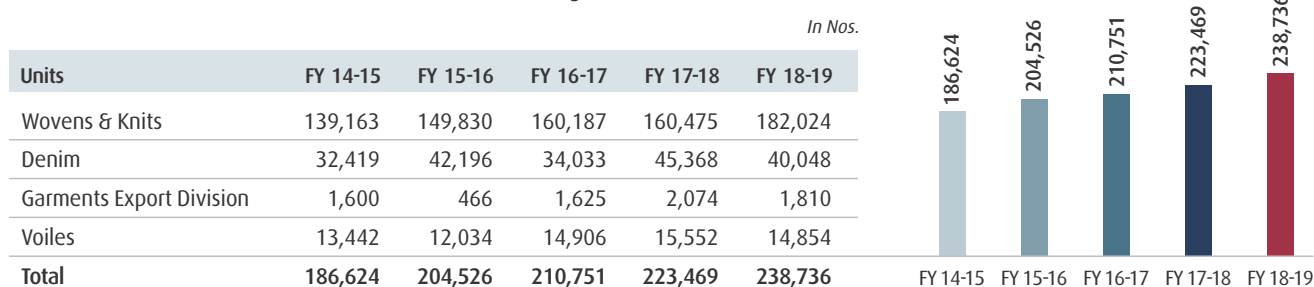 In Nos.
Units FY 14-15 FY 15-16 FY 16-17 FY 17-18 FY 18-19
Wovens & Knits 139,163 149,830 160,187 160,475 182,024
Denim 32,419 42,196 34,033 45,368 40,048
Garments Export Division 1,600 466 1,625 2,074 1,810
Voiles 13,442 12,034 14,906 15,552 14,854
Total 186,624 204,526 210,751 223,469 238,736
186,624 204,526 210,751 223,469 238,736
FY 14-15 FY 15-16 FY 16-17 FY 17-18 FY 18-19